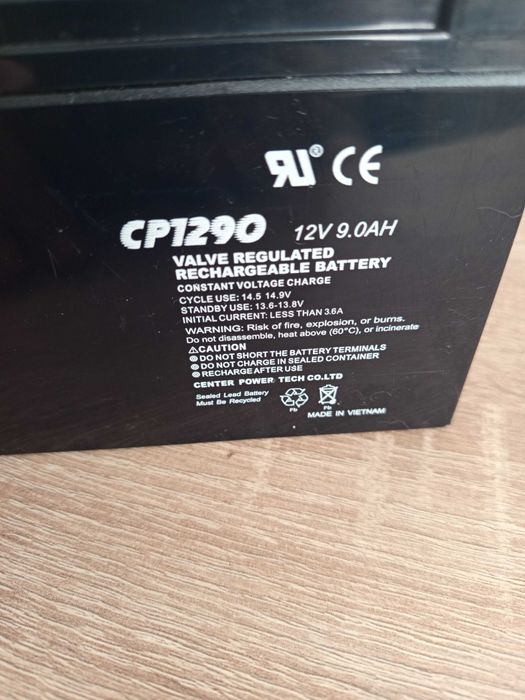 RU® CE
CP1290 12V 9.0AH
VALVE REGULATED
RECHARGEABLE BATTERY
CONSTANT VOLTAGE CHARGE
CYCLE USE: 14.5 14.9V
STANDBY USE: 13.6-13.8V
INITIAL CURRENT: LESS THAN 3.6A
WARNING: Risk of fire, explosion, or burns.
Do not disassemble, heat above (60°C), or incinerate
⚠CAUTION
DO NOT SHORT THE BATTERY TERMINALS
DO NOT CHARGE IN SEALED CONTAINER
RECHARGE AFTER USE
CENTER POWER TECH CO.LTD
Sealed Lead Battery
Must Be Recycled
Pb Pb
MADE IN VIETNAM